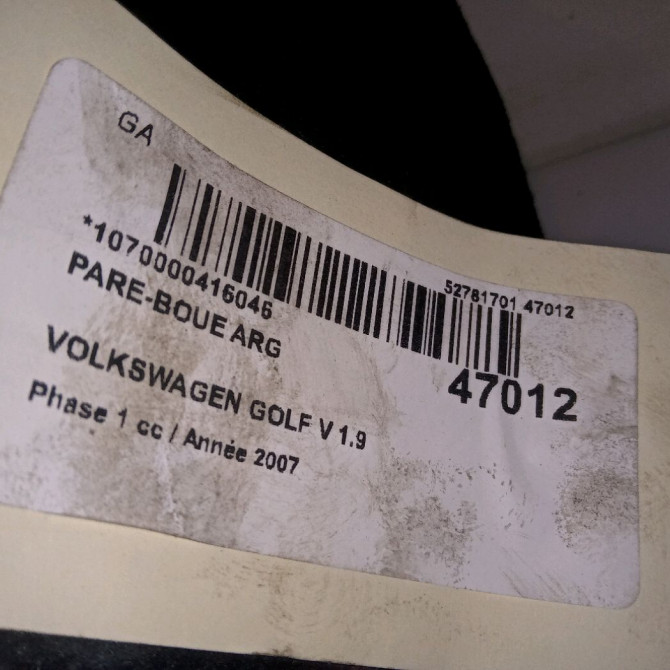 GA
*1070000416046
52781701 47012
PARE-BOUE ARG
47012
VOLKSWAGEN GOLF V 1.9
Phase 1 cc / Année 2007